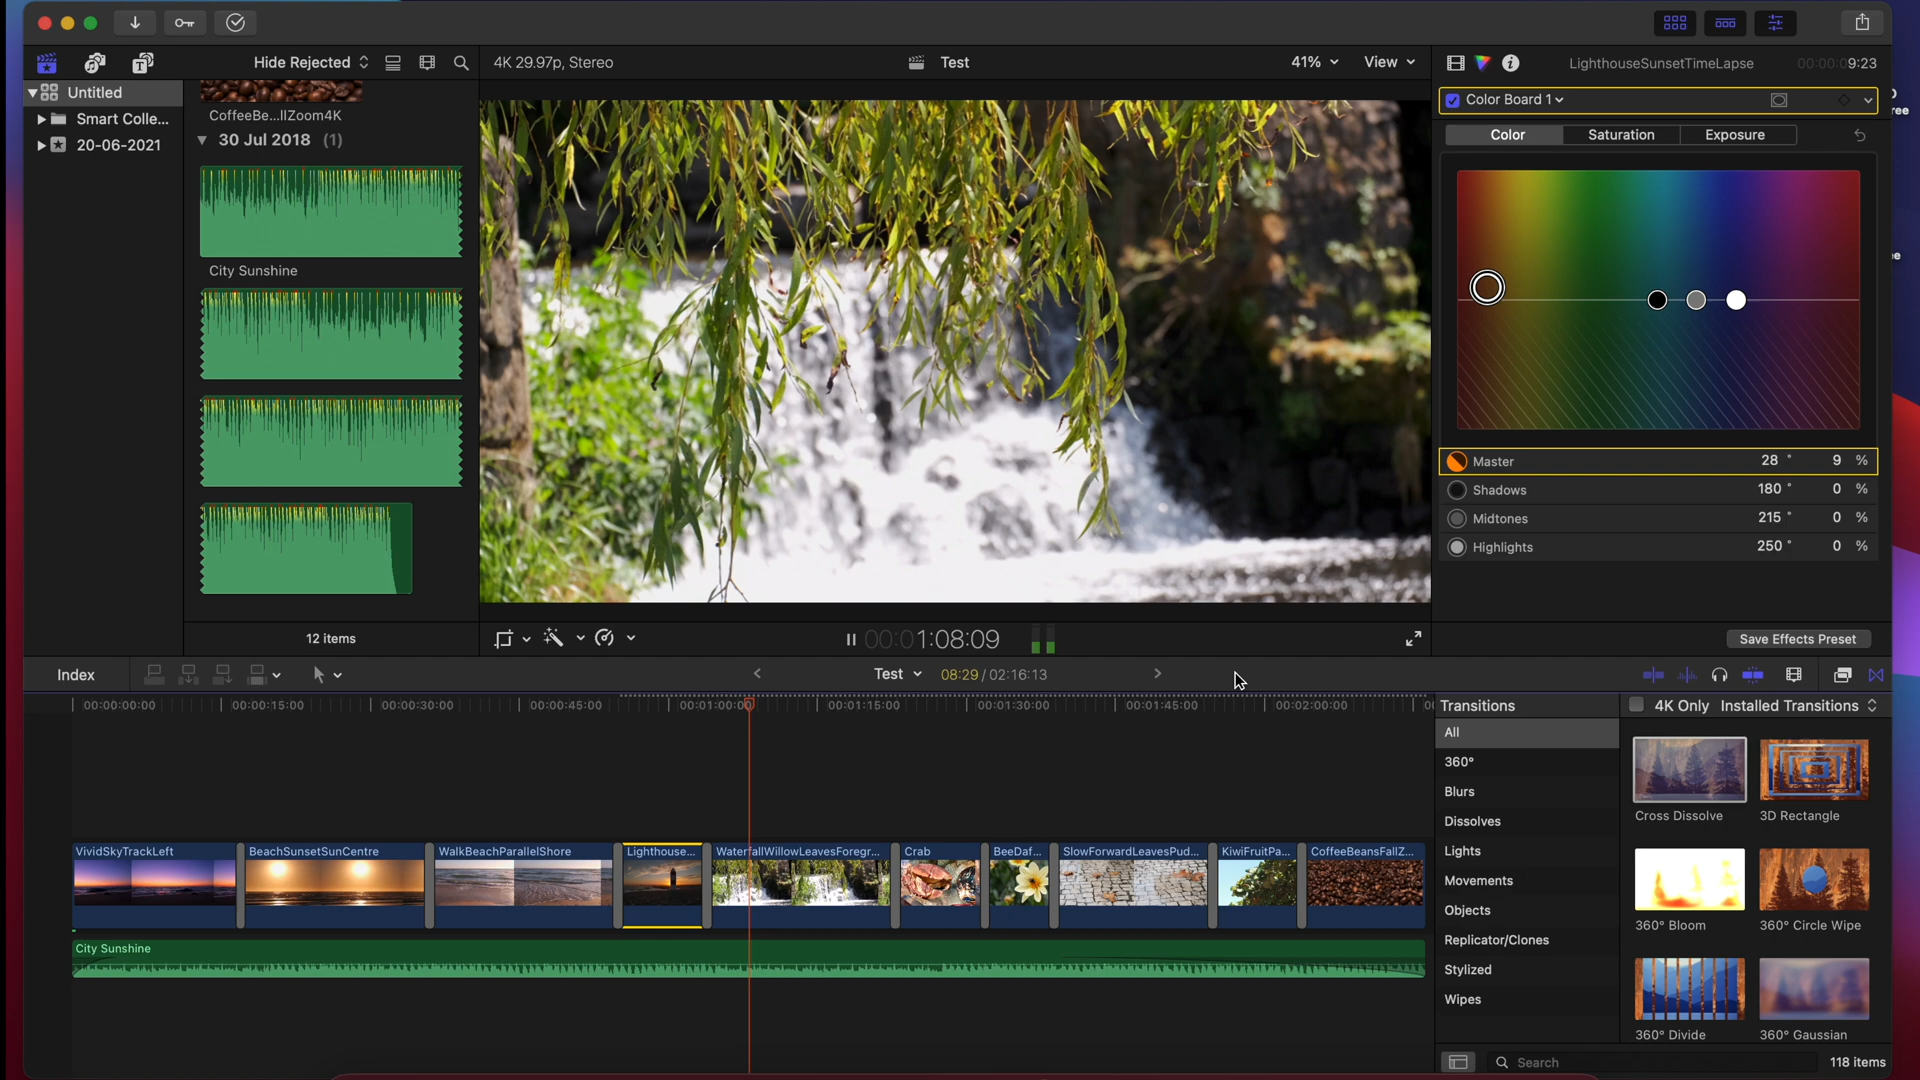 Hide Rejected
4K 29.97p, Stereo
Test
41%
View
LighthouseSunsetTimeLapse
00:00:09:23
Untitled
Smart Colle...
20-06-2021
CoffeeBe...llZoom4K
30 Jul 2018 (1)
City Sunshine
12 items
Color Board 1
Color
Saturation
Exposure
Master 28 ° 9 %
Shadows 180 ° 0 %
Midtones 215 ° 0 %
Highlights 250 ° 0 %
ree
e
00:01:08:09
Save Effects Preset
Index
Test
08:29 / 02:16:13
00:00:00:00
00:00:15:00
00:00:30:00
00:00:45:00
00:01:00:0
00:01:15:00
00:01:30:00
00:01:45:00
00:02:00:00
VividSkyTrackLeft
BeachSunsetSunCentre
WalkBeachParallelShore
Lighthouse...
WaterfallWillowLeavesForegr...
Crab
BeeDaf...
SlowForwardLeavesPud...
KiwiFruitPa...
CoffeeBeansFallZ...
City Sunshine
Transitions
4K Only
Installed Transitions
All
360°
Blurs
Dissolves
Lights
Movements
Objects
Replicator/Clones
Stylized
Wipes
Cross Dissolve
3D Rectangle
360° Bloom
360° Circle Wipe
360° Divide
360° Gaussian
Search
118 items